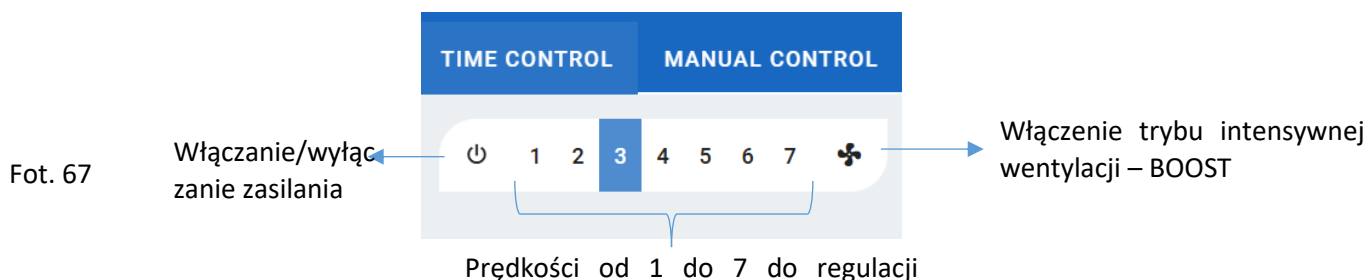 TIME CONTROL MANUAL CONTROL
Fot. 67
Włączanie/wyłąc
zanie zasilania
1 2 3 4 5 6 7
Włączenie trybu intensywnej
wentylacji – BOOST
Prędkości od 1 do 7 do regulacji